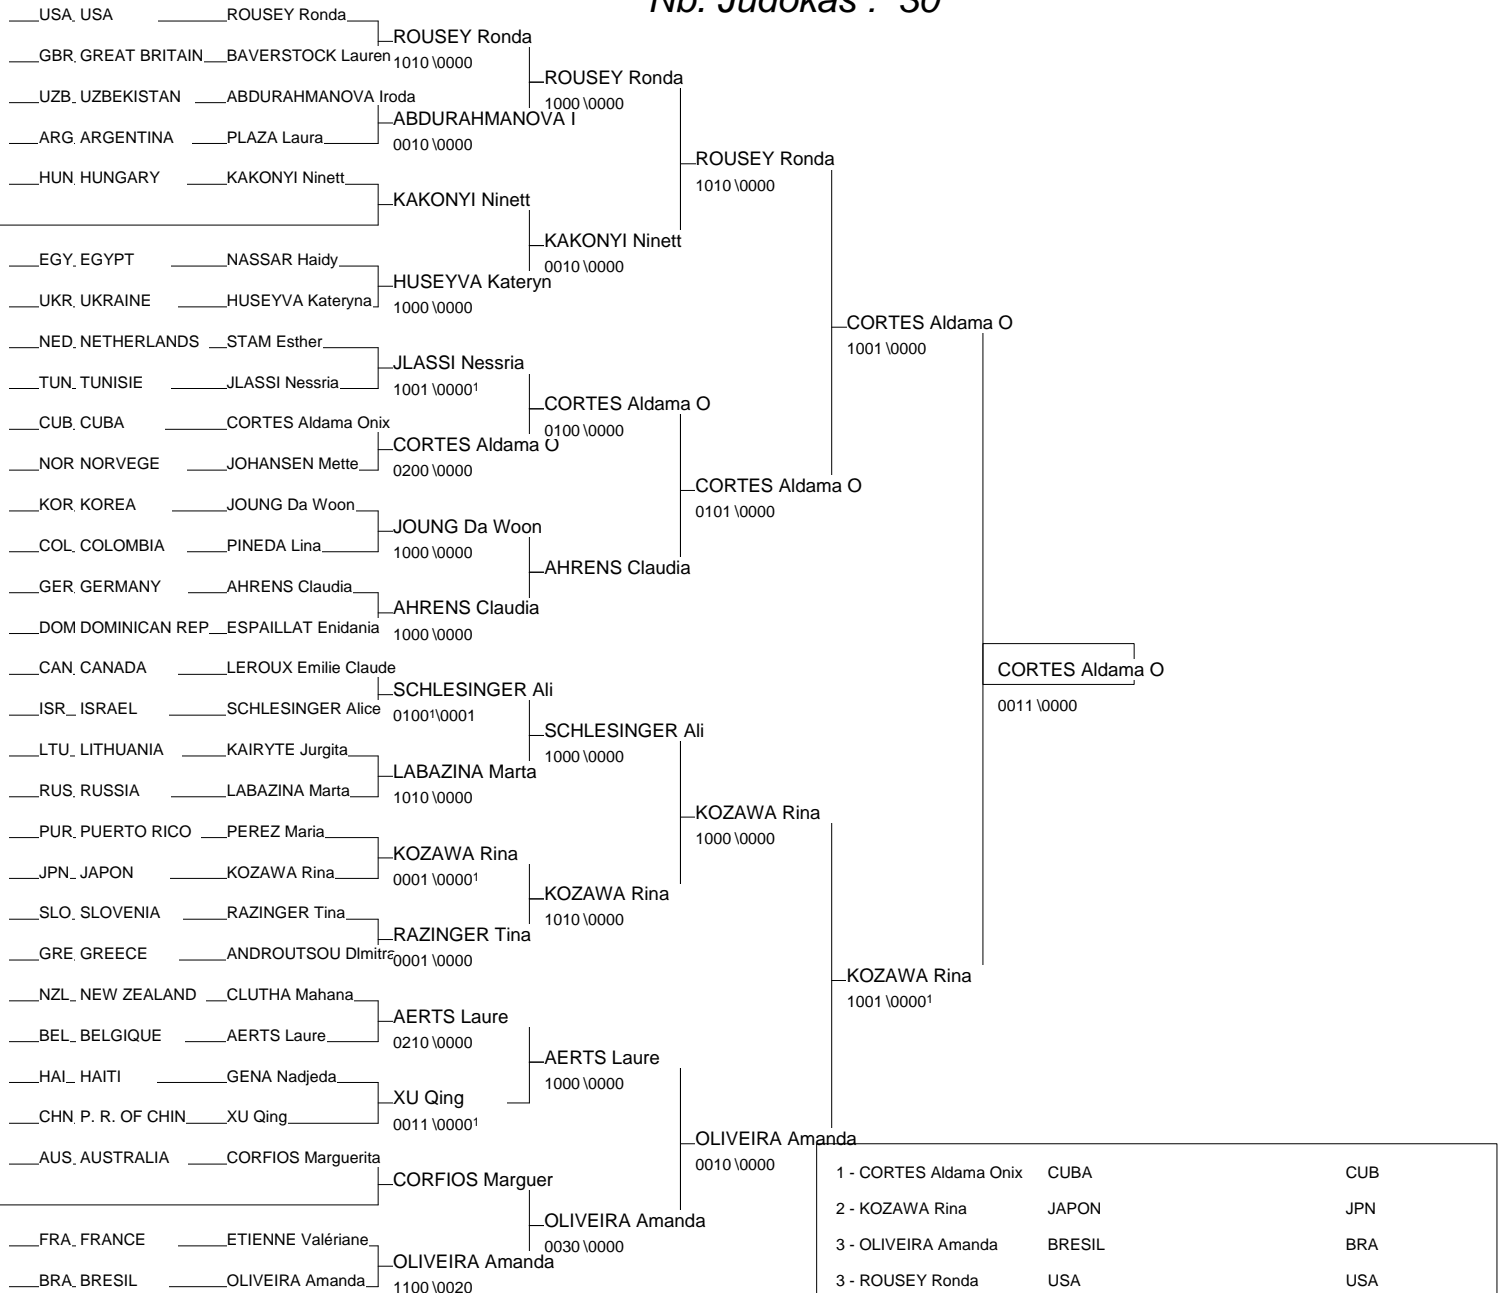 Nb. Judokas : 30
USA USA ROUSEY Ronda
ROUSEY Ronda
GBR GREAT BRITAIN BAVERSTOCK Lauren
1010 \0000
ROUSEY Ronda
UZB UZBEKISTAN ABDURAHMANOVA Iroda
1000 \0000
ABDURAHMANOVA I
ARG ARGENTINA PLAZA Laura
0010 \0000
ROUSEY Ronda
HUN HUNGARY KAKONYI Ninett
1010 \0000
KAKONYI Ninett
KAKONYI Ninett
EGY EGYPT NASSAR Haidy
0010 \0000
HUSEYVA Kateryn
UKR UKRAINE HUSEYVA Kateryna
1000 \0000
CORTES Aldama O
NED NETHERLANDS STAM Esther
1001 \0000
JLASSI Nessria
TUN TUNISIE JLASSI Nessria
1001 \0000¹
CORTES Aldama O
CUB CUBA CORTES Aldama Onix
0100 \0000
CORTES Aldama O
NOR NORVEGE JOHANSEN Mette
0200 \0000
CORTES Aldama O
KOR KOREA JOUNG Da Woon
0101 \0000
JOUNG Da Woon
COL COLOMBIA PINEDA Lina
1000 \0000
AHRENS Claudia
GER GERMANY AHRENS Claudia
AHRENS Claudia
DOM DOMINICAN REP ESPAILLAT Enidania
1000 \0000
CAN CANADA LEROUX Emilie Claude
CORTES Aldama O
SCHLESINGER Ali
ISR ISRAEL SCHLESINGER Alice
0011 \0000
0100¹\0001
SCHLESINGER Ali
LTU LITHUANIA KAIRYTE Jurgita
1000 \0000
LABAZINA Marta
RUS RUSSIA LABAZINA Marta
1010 \0000
KOZAWA Rina
PUR PUERTO RICO PEREZ Maria
1000 \0000
KOZAWA Rina
JPN JAPON KOZAWA Rina
0001 \0000¹
KOZAWA Rina
SLO SLOVENIA RAZINGER Tina
1010 \0000
RAZINGER Tina
GRE GREECE ANDROUTSOU DImitra
0001 \0000
KOZAWA Rina
NZL NEW ZEALAND CLUTHA Mahana
1001 \0000¹
AERTS Laure
BEL BELGIQUE AERTS Laure
0210 \0000
AERTS Laure
HAI HAITI GENA Nadjeda
1000 \0000
XU Qing
CHN P. R. OF CHIN XU Qing
0011 \0000¹
OLIVEIRA Amanda
AUS AUSTRALIA CORFIOS Marguerita
0010 \0000
1 - CORTES Aldama Onix CUBA CUB
CORFIOS Marguer
2 - KOZAWA Rina JAPON JPN
OLIVEIRA Amanda
FRA FRANCE ETIENNE Valériane
0030 \0000
3 - OLIVEIRA Amanda BRESIL BRA
OLIVEIRA Amanda
BRA BRESIL OLIVEIRA Amanda
1100 \0020
3 - ROUSEY Ronda USA USA